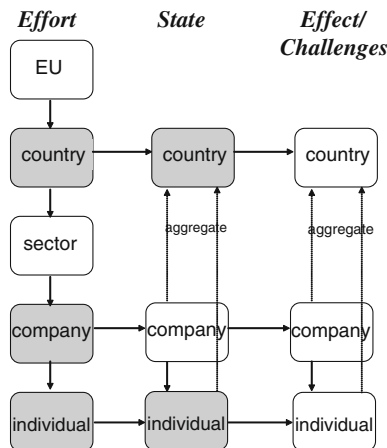 Effort State Effect/
Challenges
EU
country country country
sector
aggregate aggregate
company company company
individual individual individual